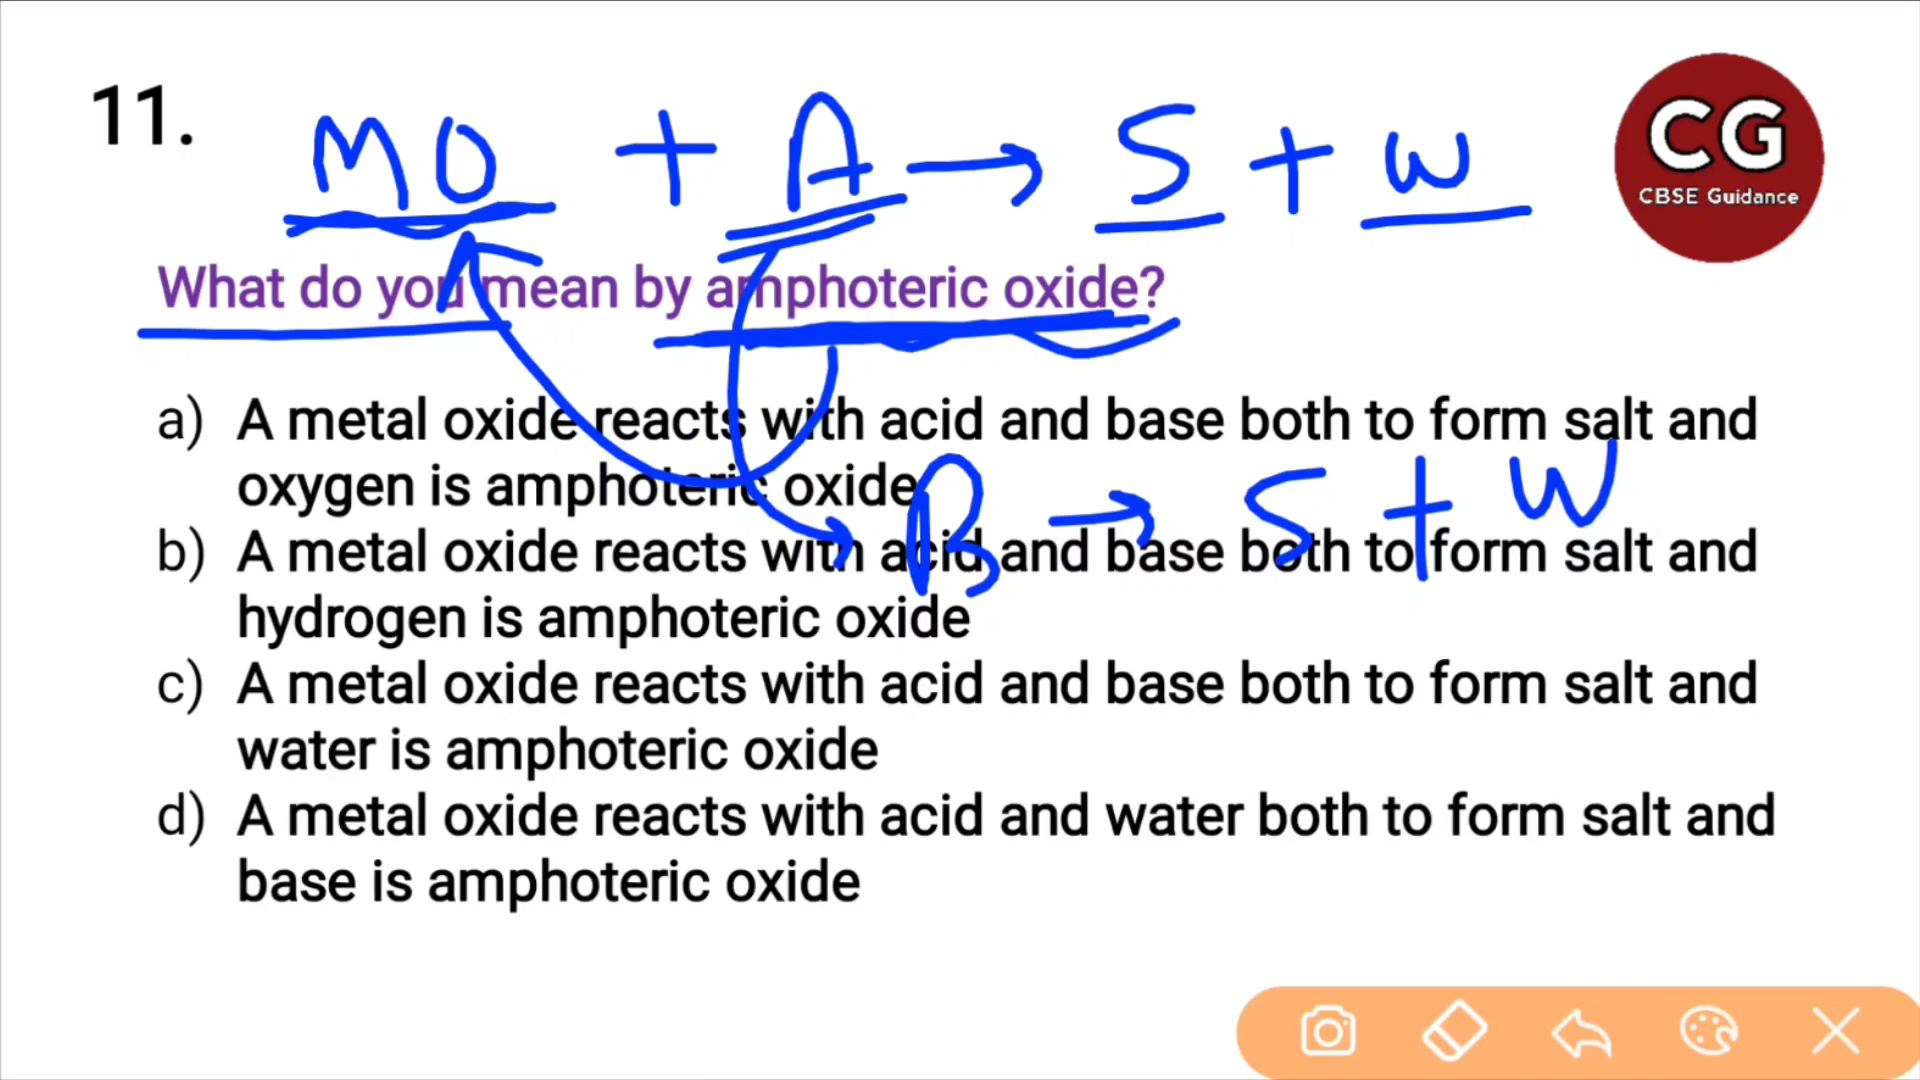 11.
MO + A → S + W
CG
CBSE Guidance
What do you mean by amphoteric oxide?
a) A metal oxide reacts with acid and base both to form salt and
oxygen is amphoteric oxide
B → S + W
b) A metal oxide reacts with acid and base both to form salt and
hydrogen is amphoteric oxide
c) A metal oxide reacts with acid and base both to form salt and
water is amphoteric oxide
d) A metal oxide reacts with acid and water both to form salt and
base is amphoteric oxide